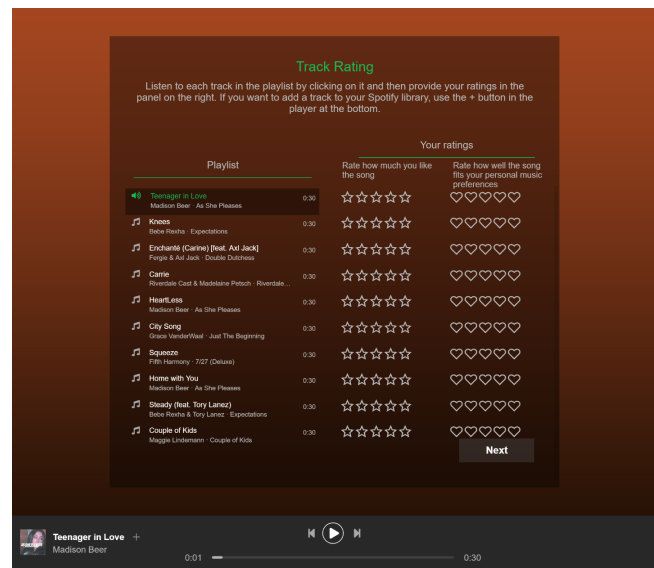 Track Rating
Listen to each track in the playlist by clicking on it and then provide your ratings in the
panel on the right. If you want to add a track to your Spotify library, use the + button in the
player at the bottom.
Your ratings
Playlist
Rate how much you like
the song
Rate how well the song
fits your personal music
preferences
Teenager in Love
Madison Beer · As She Pleases
0:30
Knees
Bebe Rexha · Expectations
0:30
Enchanté (Carine) [feat. Axl Jack]
Fergie & Axl Jack · Double Dutchess
0:30
Carrie
Riverdale Cast & Madelaine Petsch · Riverdale...
0:30
HeartLess
Madison Beer · As She Pleases
0:30
City Song
Grace VanderWaal · Just The Beginning
0:30
Squeeze
Fifth Harmony · 7/27 (Deluxe)
0:30
Home with You
Madison Beer · As She Pleases
0:30
Steady (feat. Tory Lanez)
Bebe Rexha & Tory Lanez · Expectations
0:30
Couple of Kids
Maggie Lindemann · Couple of Kids
0:30
Next
Teenager in Love +
Madison Beer
0:01
0:30